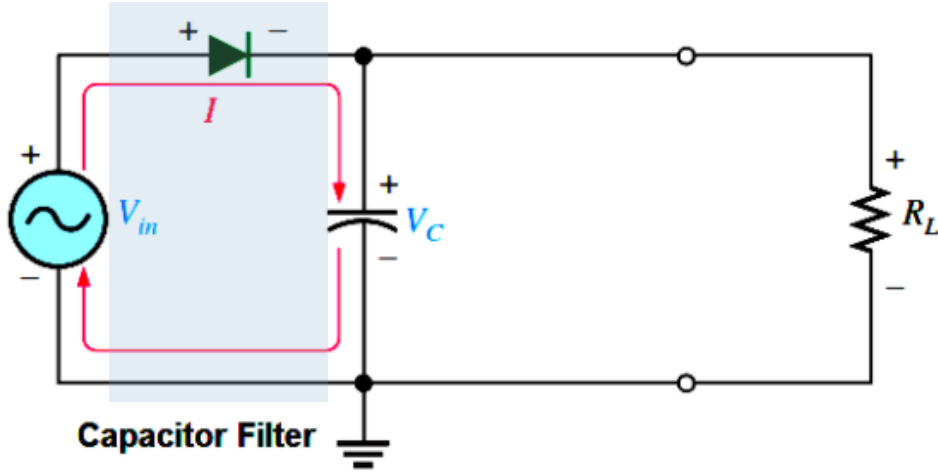 + −
I
+ + +
V_in V_C R_L
− − −
Capacitor Filter